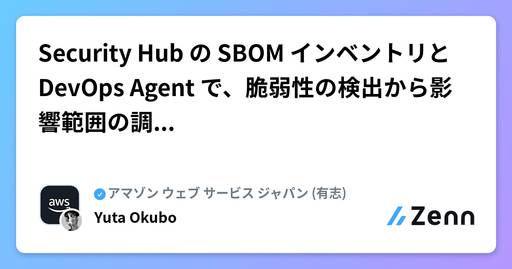 Security Hub の SBOM インベントリと
DevOps Agent で、脆弱性の検出から影
響範囲の調...
aws
アマゾン ウェブ サービス ジャパン (有志)
Yuta Okubo
Zenn